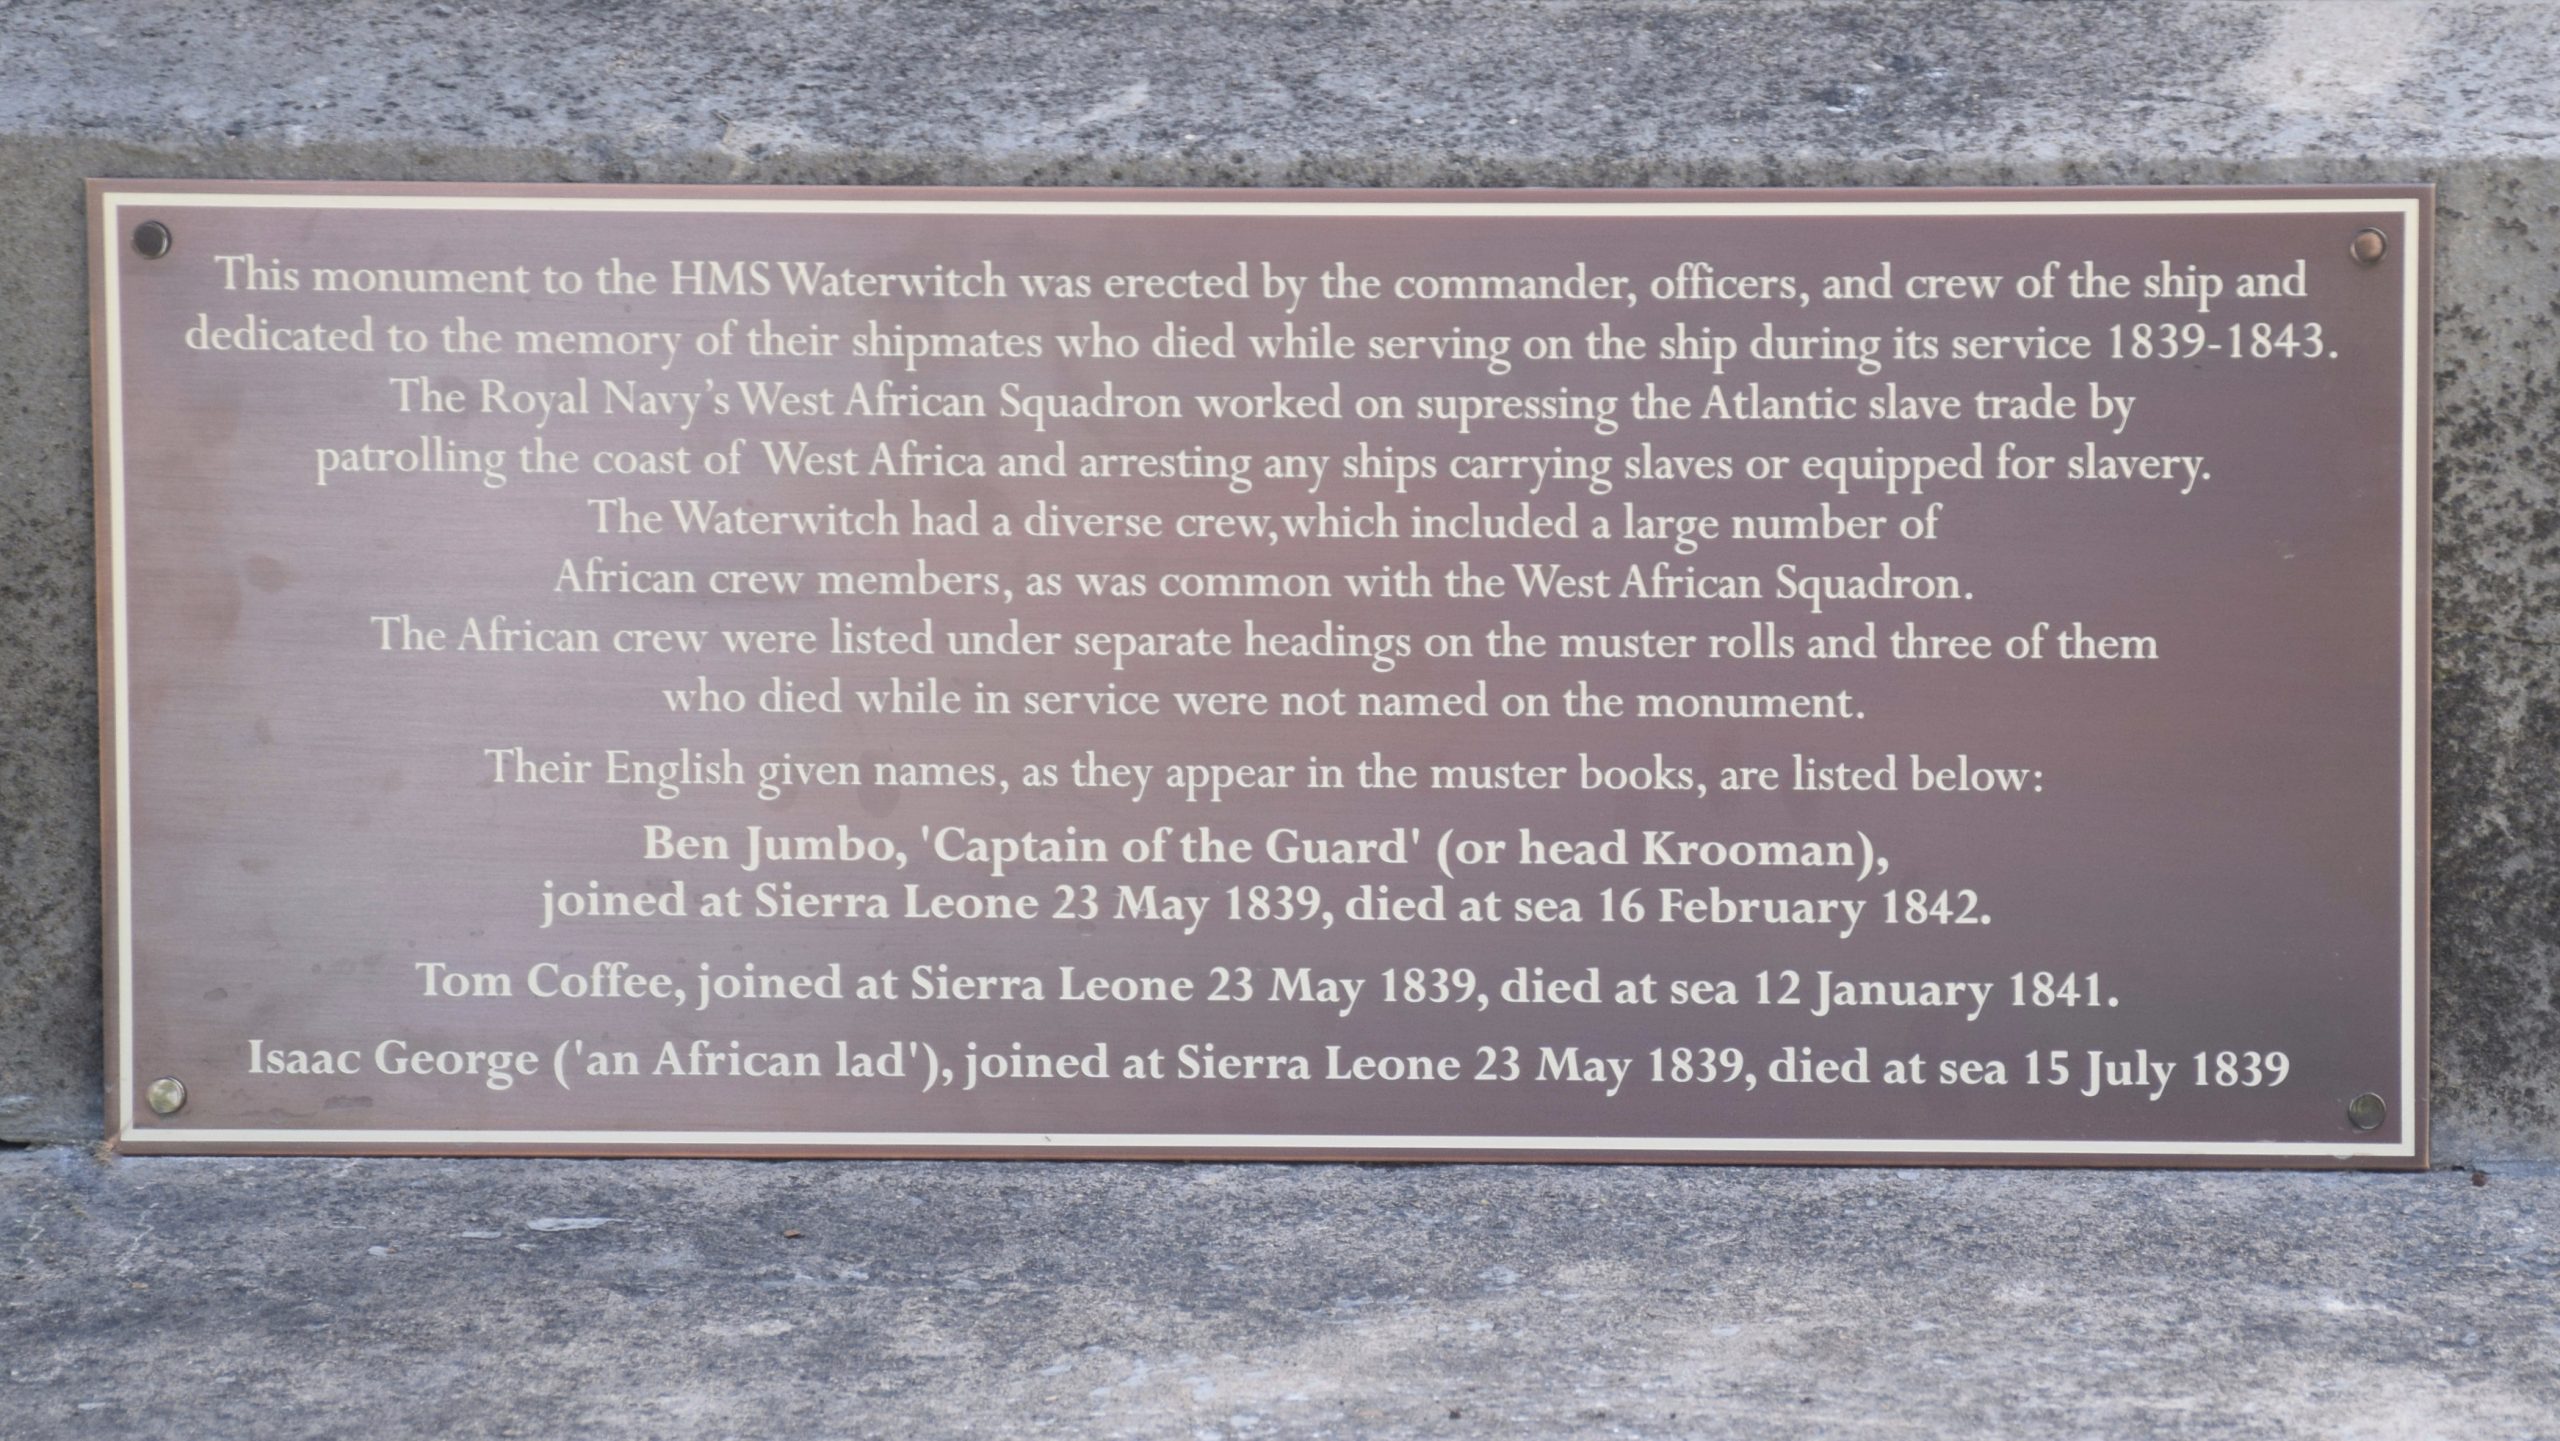 This monument to the HMS Waterwitch was erected by the commander, officers, and crew of the ship and
dedicated to the memory of their shipmates who died while serving on the ship during its service 1839-1843.
The Royal Navy’s West African Squadron worked on supressing the Atlantic slave trade by
patrolling the coast of West Africa and arresting any ships carrying slaves or equipped for slavery.
The Waterwitch had a diverse crew,which included a large number of
African crew members, as was common with the West African Squadron.
The African crew were listed under separate headings on the muster rolls and three of them
who died while in service were not named on the monument.
Their English given names, as they appear in the muster books, are listed below:
Ben Jumbo, 'Captain of the Guard' (or head Krooman),
joined at Sierra Leone 23 May 1839, died at sea 16 February 1842.
Tom Coffee, joined at Sierra Leone 23 May 1839, died at sea 12 January 1841.
Isaac George ('an African lad'), joined at Sierra Leone 23 May 1839, died at sea 15 July 1839